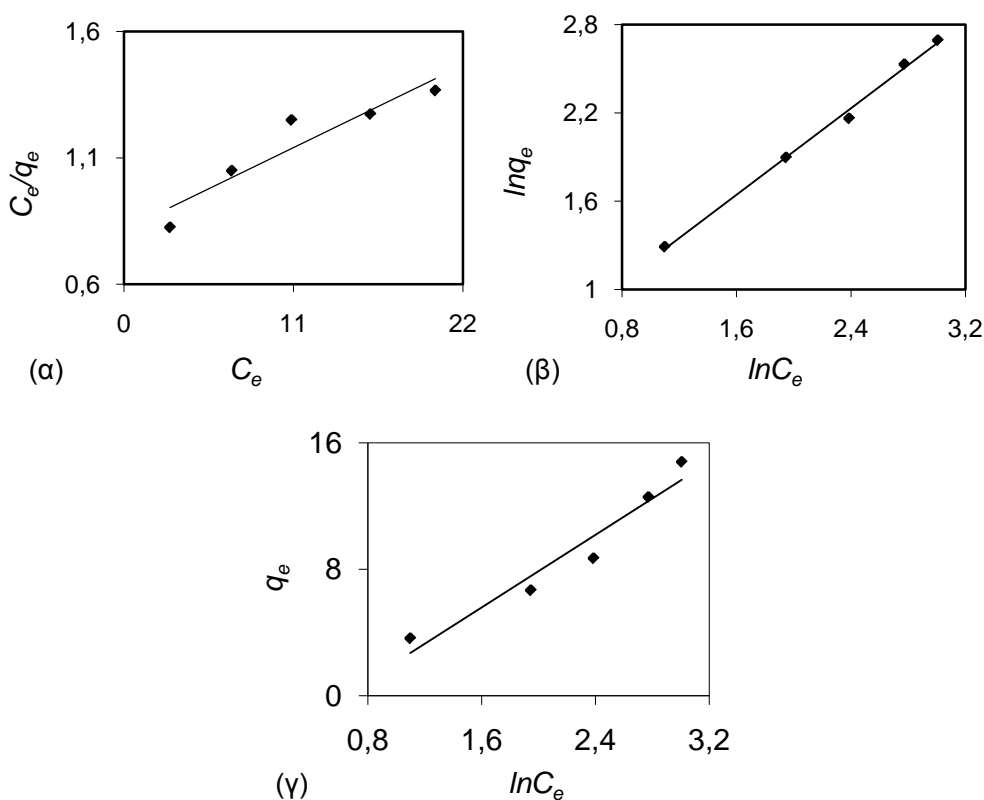 1,6
1,1
0,6
C_e/q_e
0 11 22
(α) C_e
2,8
2,2
1,6
1
lnq_e
0,8 1,6 2,4 3,2
(β) lnC_e
16
8
0
q_e
0,8 1,6 2,4 3,2
(γ) lnC_e